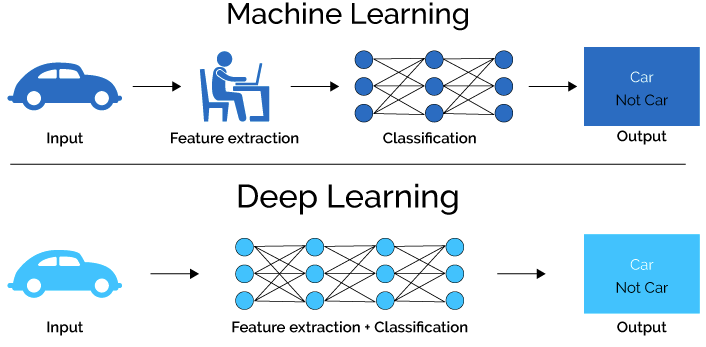 Machine Learning
Car
Not Car
Input
Feature extraction
Classification
Output
Deep Learning
Car
Not Car
Input
Feature extraction + Classification
Output